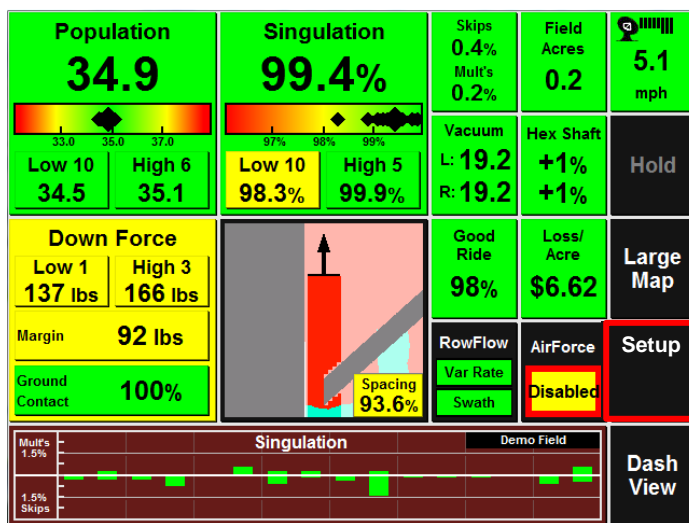 Population
34.9
33.0 35.0 37.0
Low 10 High 6
34.5 35.1
Singulation
99.4%
97% 98% 99%
Low 10 High 5
98.3% 99.9%
Skips
0.4%
Mult's
0.2%
Field
Acres
0.2
5.1
mph
Vacuum
L: 19.2
R: 19.2
Hex Shaft
+1%
+1%
Hold
Down Force
Low 1 High 3
137 lbs 166 lbs
Margin 92 lbs
Ground
Contact 100%
Spacing
93.6%
Good
Ride
98%
Loss/
Acre
$6.62
Large
Map
RowFlow
Var Rate
Swath
AirForce
Disabled
Setup
Singulation
Demo Field
Mult's
1.5%
1.5%
Skips
Dash
View